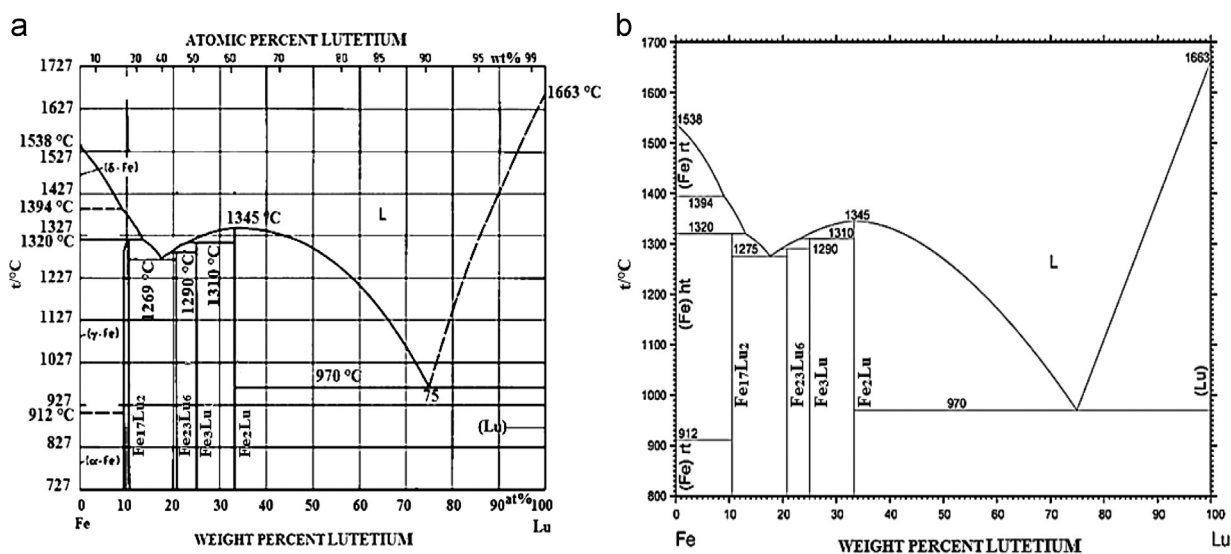 a
ATOMIC PERCENT LUTETIUM
10 20 30 40 50 60 70 80 85 90 95 wt% 99
1727
1627
1538 °C
1527
1427
1394 °C
1327
1320 °C
1227
1127
1027
927
912 °C
827
727
t/°C
(δ-Fe)
(γ-Fe)
(α-Fe)
1663 °C
1345 °C
L
1269 °C
1290 °C
1310 °C
970 °C
75
(Lu)
Fe17Lu2
Fe23Lu6
Fe3Lu
Fe2Lu
0 10 20 30 40 50 60 70 80 90 at% 100
Fe
Lu
WEIGHT PERCENT LUTETIUM
b
1700
1600
1500
1400
1300
1200
1100
1000
900
800
t/°C
1663
1538
(Fe) rt
1394
1320
1345
1310
1275
1290
L
(Fe) ht
Fe17Lu2
Fe23Lu6
Fe3Lu
Fe2Lu
(Lu)
970
912
(Fe) rt
0 10 20 30 40 50 60 70 80 90 100
Fe
WEIGHT PERCENT LUTETIUM
Lu